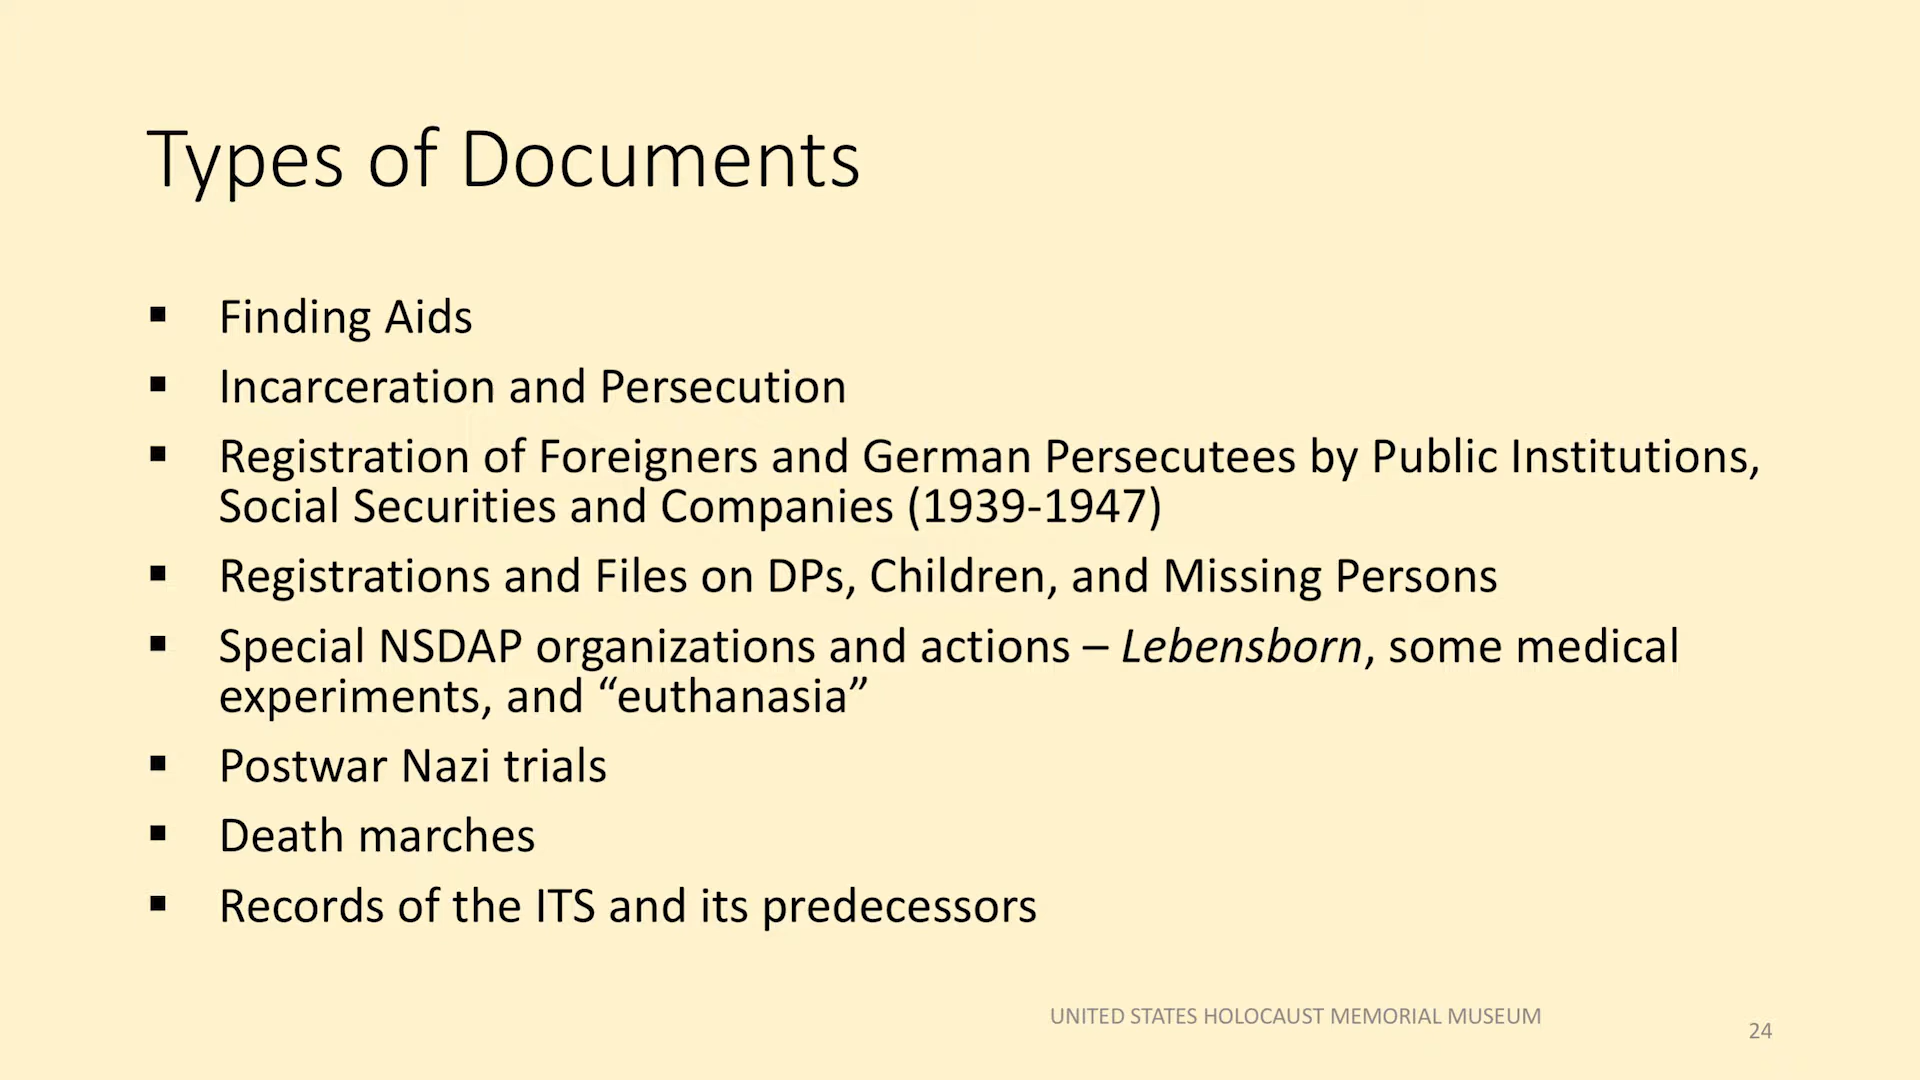 Types of Documents
▪ Finding Aids
▪ Incarceration and Persecution
▪ Registration of Foreigners and German Persecutees by Public Institutions,
Social Securities and Companies (1939-1947)
▪ Registrations and Files on DPs, Children, and Missing Persons
▪ Special NSDAP organizations and actions – Lebensborn, some medical
experiments, and “euthanasia”
▪ Postwar Nazi trials
▪ Death marches
▪ Records of the ITS and its predecessors
UNITED STATES HOLOCAUST MEMORIAL MUSEUM
24